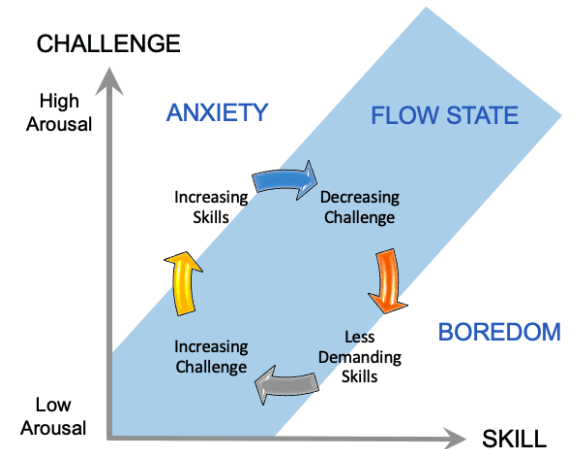 CHALLENGE
High
Arousal
ANXIETY
FLOW STATE
Increasing
Skills
Decreasing
Challenge
BOREDOM
Increasing
Challenge
Less
Demanding
Skills
Low
Arousal
SKILL